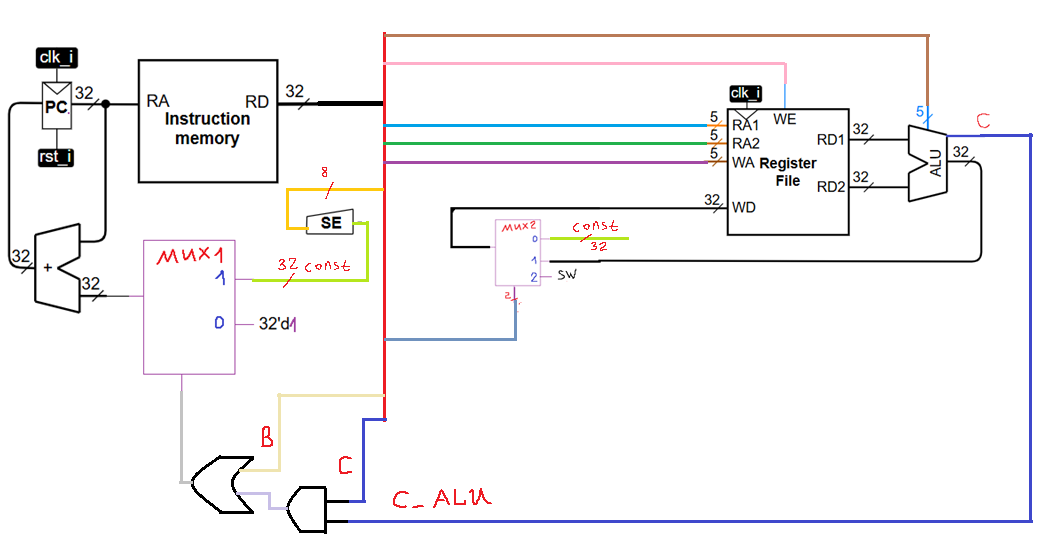 clk_i
PC
32
rst_i
RA
RD
Instruction
memory
32
clk_i
WE
5
RA1
5
RA2
5
WA
Register
File
32
WD
RD1
32
RD2
32
5
ALU
C
32
8
SE
32 const
MUX1
1
0
32'd1
32
+
32
MUX2
0
1
2
const
32
SW
2
B
C
C_ALU